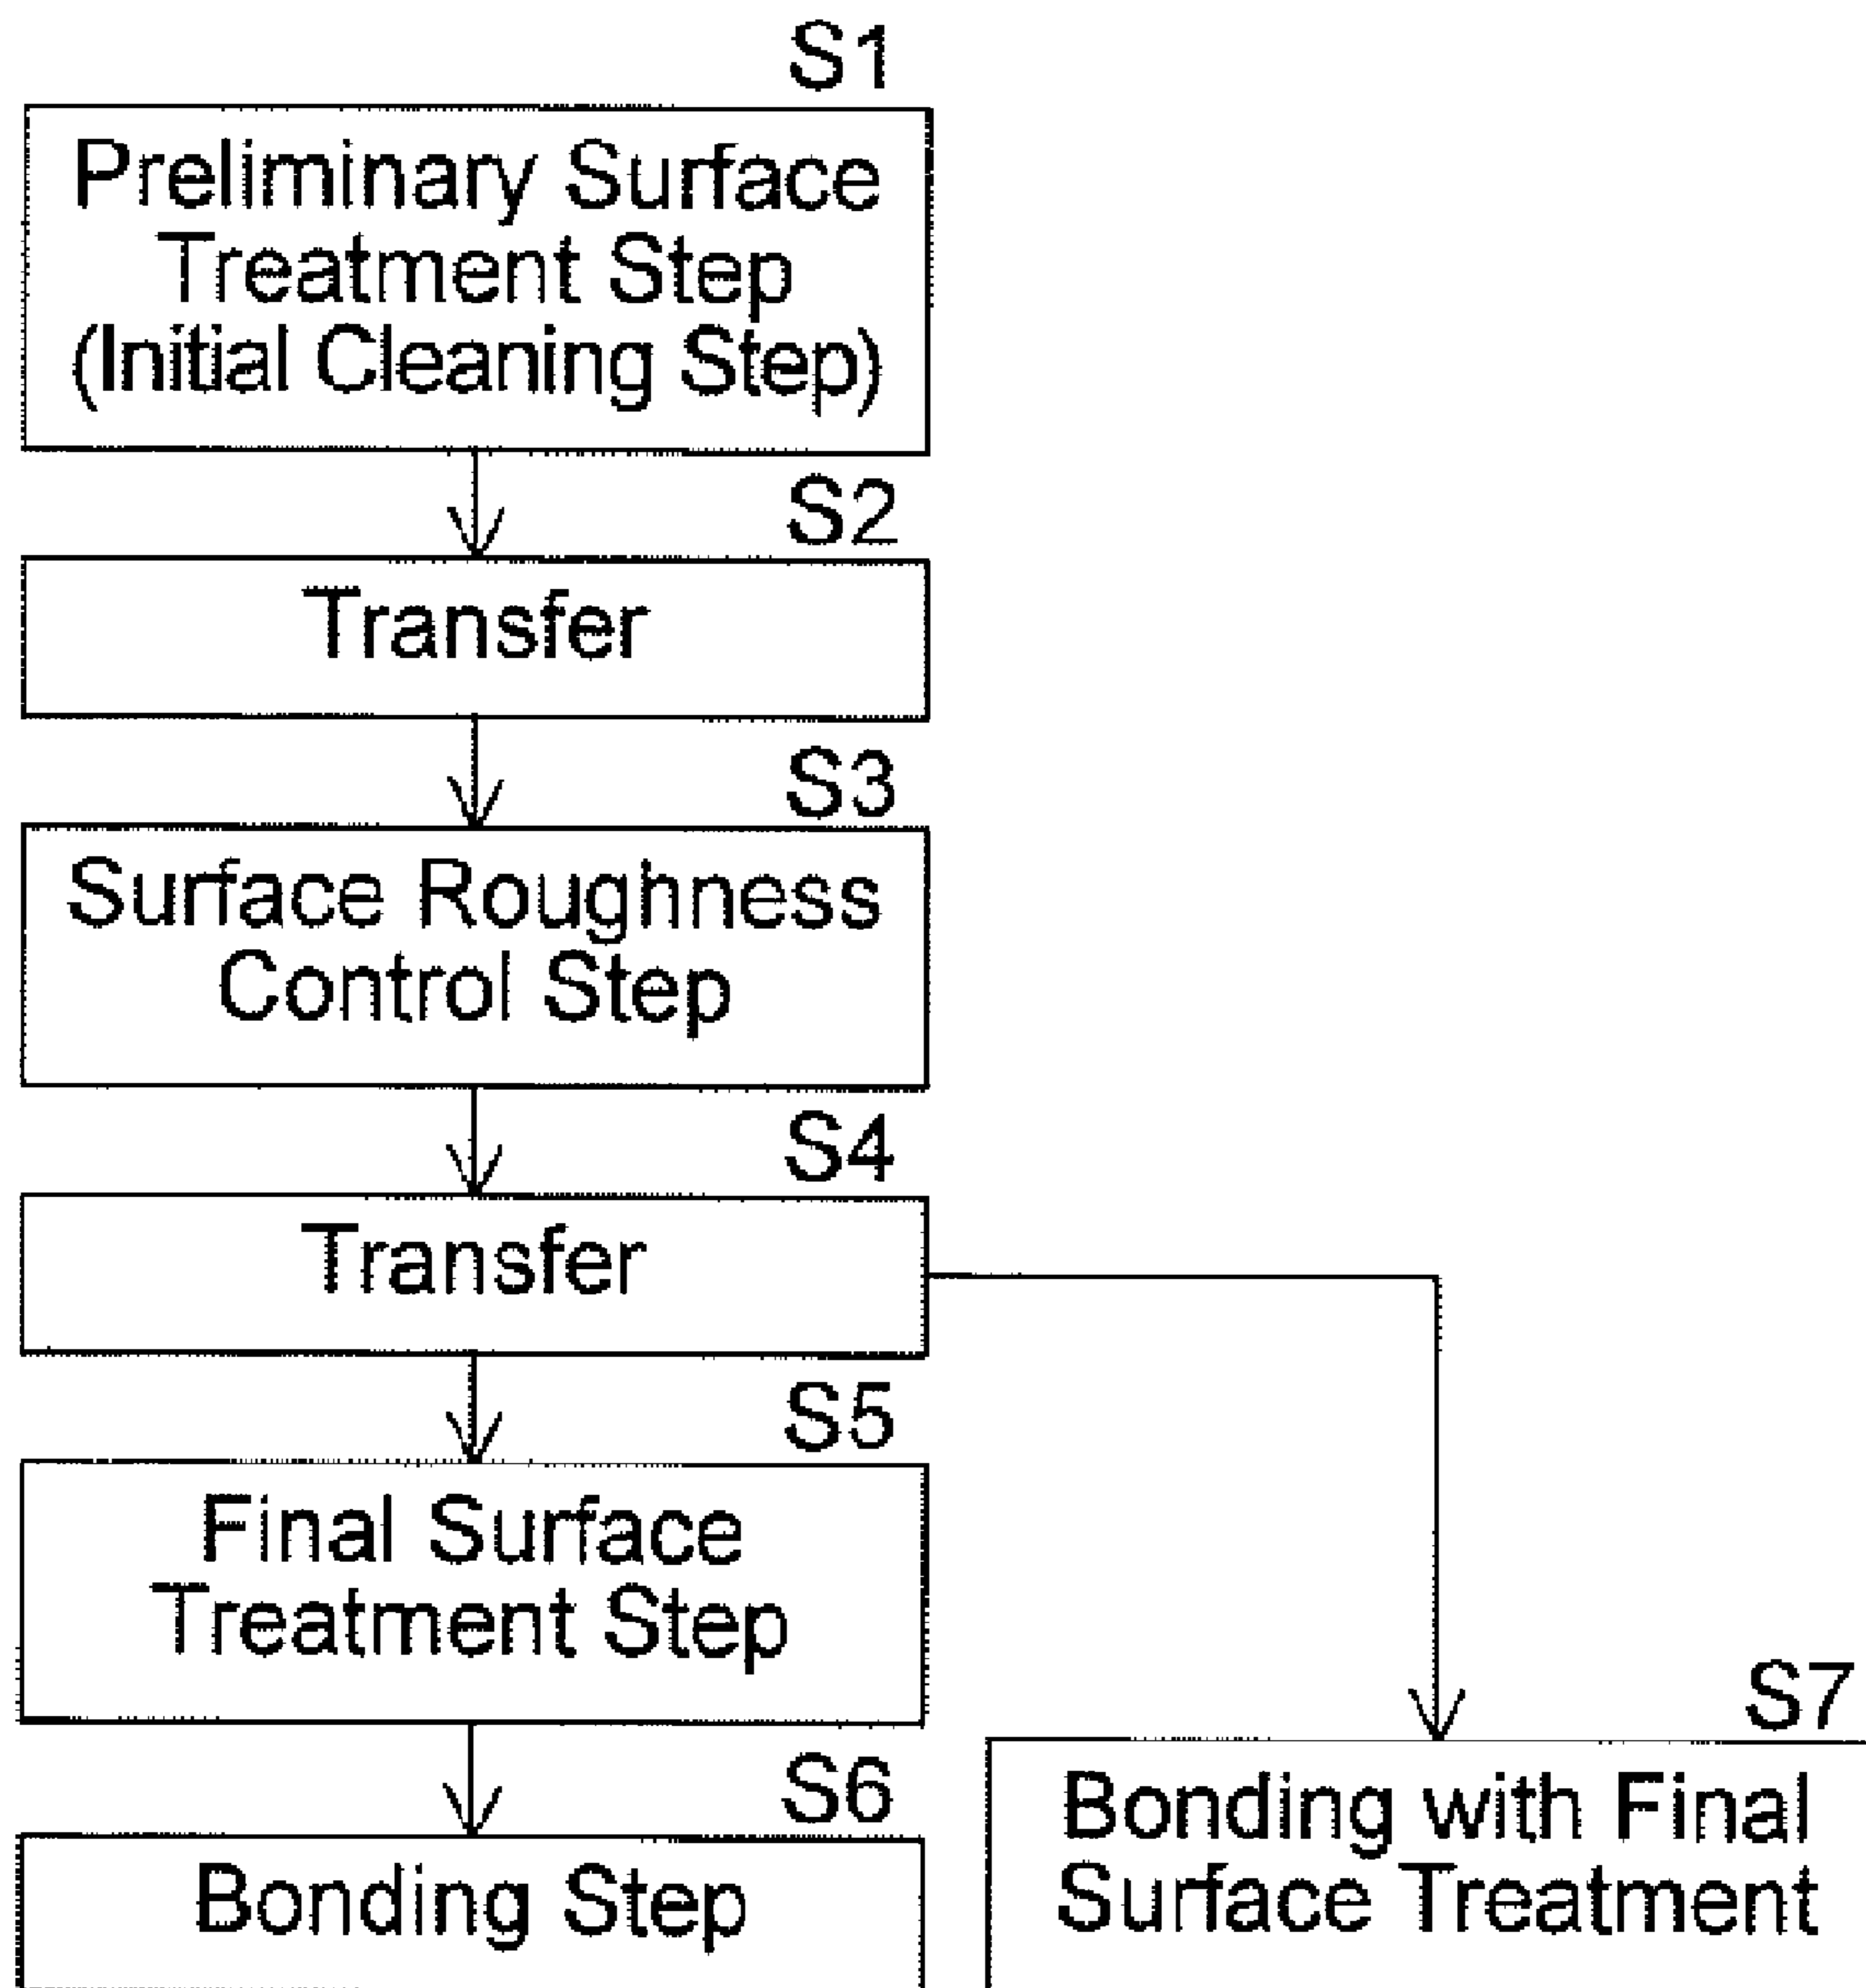 S1
Preliminary Surface
Treatment Step
(Initial Cleaning Step)
S2
Transfer
S3
Surface Roughness
Control Step
S4
Transfer
S5
Final Surface
Treatment Step
S6
Bonding Step
S7
Bonding with Final
Surface Treatment